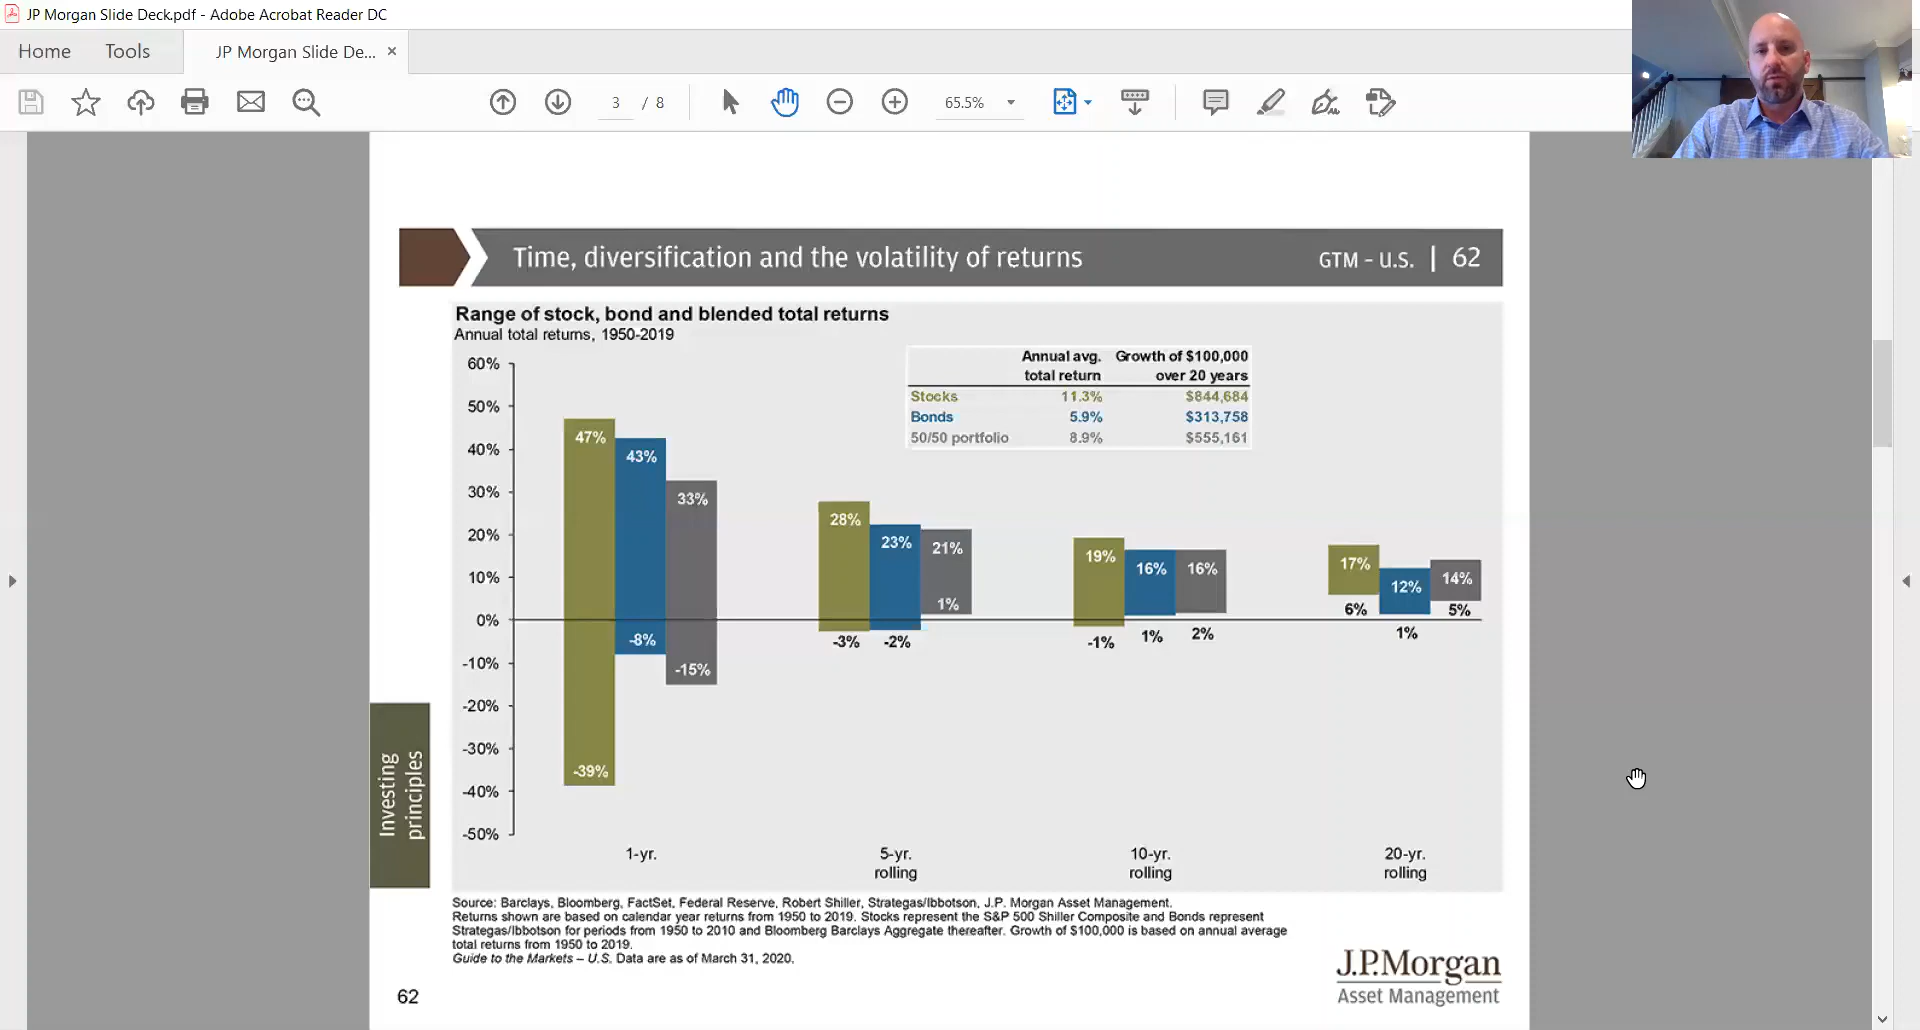 JP Morgan Slide Deck.pdf - Adobe Acrobat Reader DC
Home Tools JP Morgan Slide De... ×
3 / 8 65.5%
Time, diversification and the volatility of returns GTM – U.S. | 62
Range of stock, bond and blended total returns
Annual total returns, 1950-2019
Annual avg. Growth of $100,000
total return over 20 years
Stocks 11.3% $844,684
Bonds 5.9% $313,758
50/50 portfolio 8.9% $555,161
60%
50%
40%
30%
20%
10%
0%
-10%
-20%
-30%
-40%
-50%
47% 43% 33%
-39% -8% -15%
28% 23% 21%
-3% -2% 1%
19% 16% 16%
-1% 1% 2%
17% 12% 14%
6% 1% 5%
1-yr. 5-yr. 10-yr. 20-yr.
rolling rolling rolling
Investing
principles
Source: Barclays, Bloomberg, FactSet, Federal Reserve, Robert Shiller, Strategas/Ibbotson, J.P. Morgan Asset Management.
Returns shown are based on calendar year returns from 1950 to 2019. Stocks represent the S&P 500 Shiller Composite and Bonds represent
Strategas/Ibbotson for periods from 1950 to 2010 and Bloomberg Barclays Aggregate thereafter. Growth of $100,000 is based on annual average
total returns from 1950 to 2019.
Guide to the Markets – U.S. Data are as of March 31, 2020.
J.P.Morgan
Asset Management
62